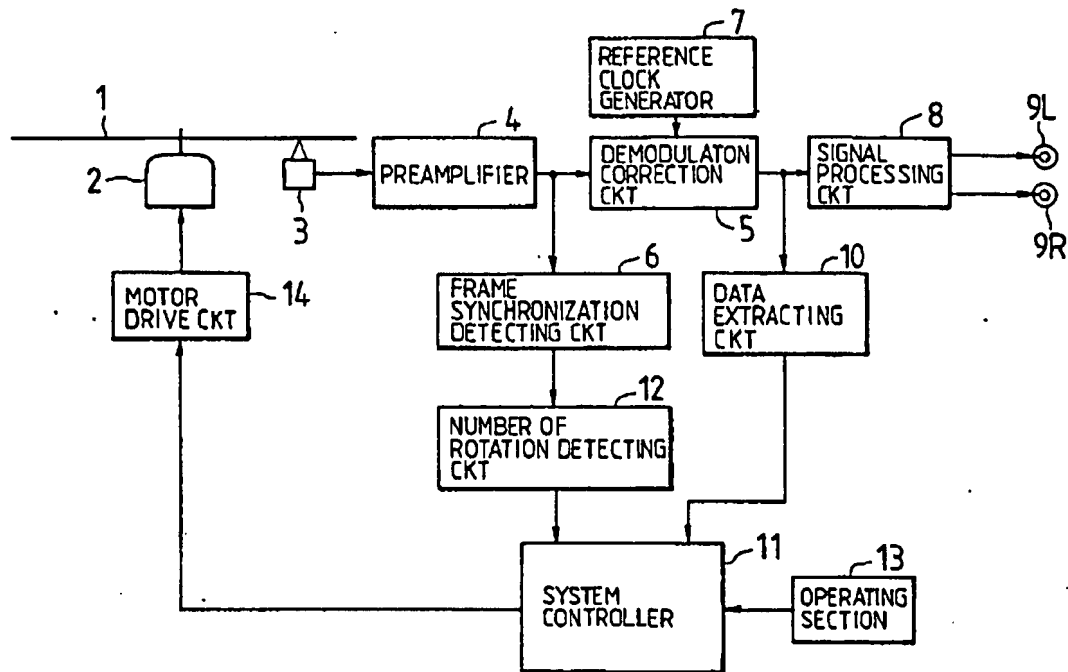 7
REFERENCE
CLOCK
GENERATOR
1
4
8
9L
2
3
PREAMPLIFIER
DEMODULATON
CORRECTION
CKT
SIGNAL
PROCESSING
CKT
5
9R
6
10
MOTOR
DRIVE CKT
14
FRAME
SYNCHRONIZATION
DETECTING CKT
DATA
EXTRACTING
CKT
12
NUMBER OF
ROTATION DETECTING
CKT
11
13
SYSTEM
CONTROLLER
OPERATING
SECTION